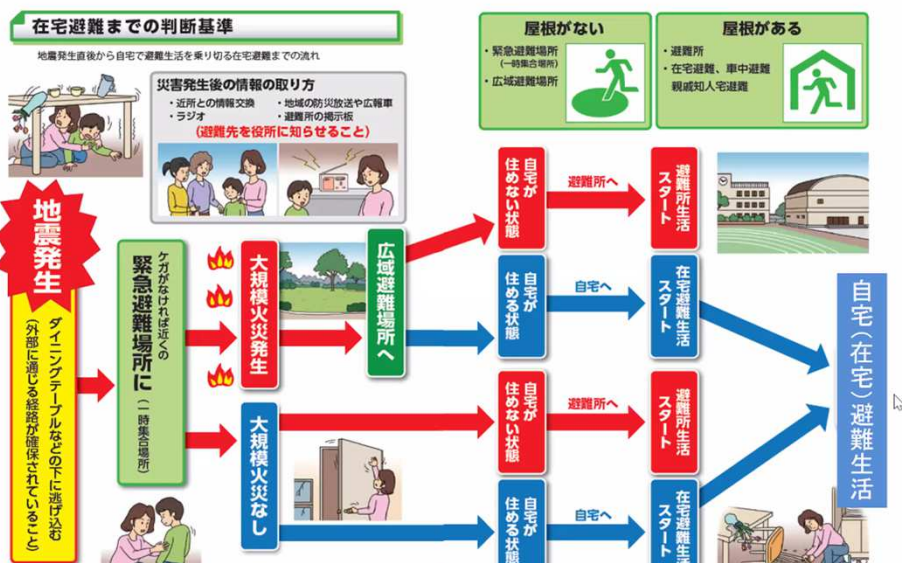 在宅避難までの判断基準
地震発生直後から自宅で避難生活を乗り切る在宅避難までの流れ
災害発生後の情報の取り方
・近所との情報交換
・ラジオ
・地域の防災放送や広報車
・避難所の掲示板
(避難先を役所に知らせること)
屋根がない
・緊急避難場所
(一時集合場所)
・広域避難場所
屋根がある
・避難所
・在宅避難、車中避難
親戚知人宅避難
地震発生
ダイニングテーブルなどの下に逃げ込む
(外部に通じる経路が確保されていること)
ケガがなければ近くの
緊急避難場所に
(一時集合場所)
大規模火災発生
広域避難場所へ
自宅が
住めない状態
避難所へ
避難所生活
スタート
自宅が
住める状態
自宅へ
在宅避難生活
スタート
大規模火災なし
自宅が
住めない状態
避難所へ
避難所生活
スタート
自宅が
住める状態
自宅へ
在宅避難生活
スタート
自宅(在宅)避難生活